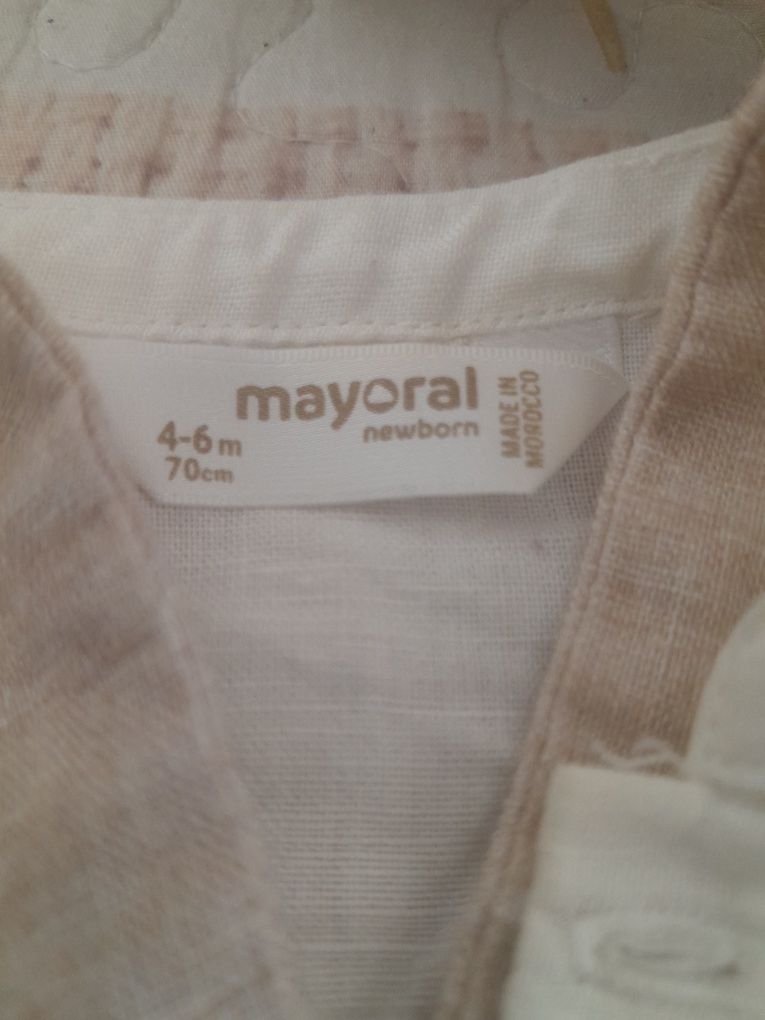 mayoral
newborn
4-6 m
70cm
MADE IN
MOROCCO